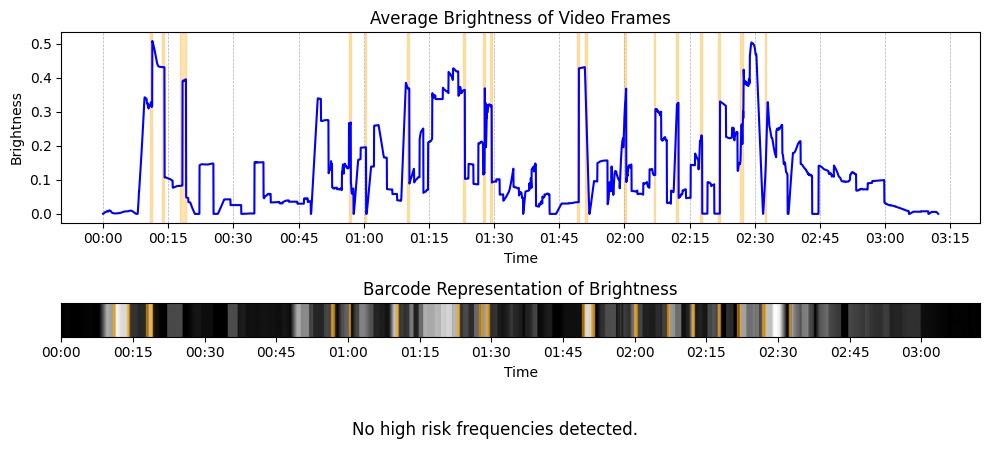 Average Brightness of Video Frames
0.5
0.4
0.3
0.2
0.1
0.0
Brightness
00:00 00:15 00:30 00:45 01:00 01:15 01:30 01:45 02:00 02:15 02:30 02:45 03:00 03:15
Time
Barcode Representation of Brightness
00:00 00:15 00:30 00:45 01:00 01:15 01:30 01:45 02:00 02:15 02:30 02:45 03:00
Time
No high risk frequencies detected.